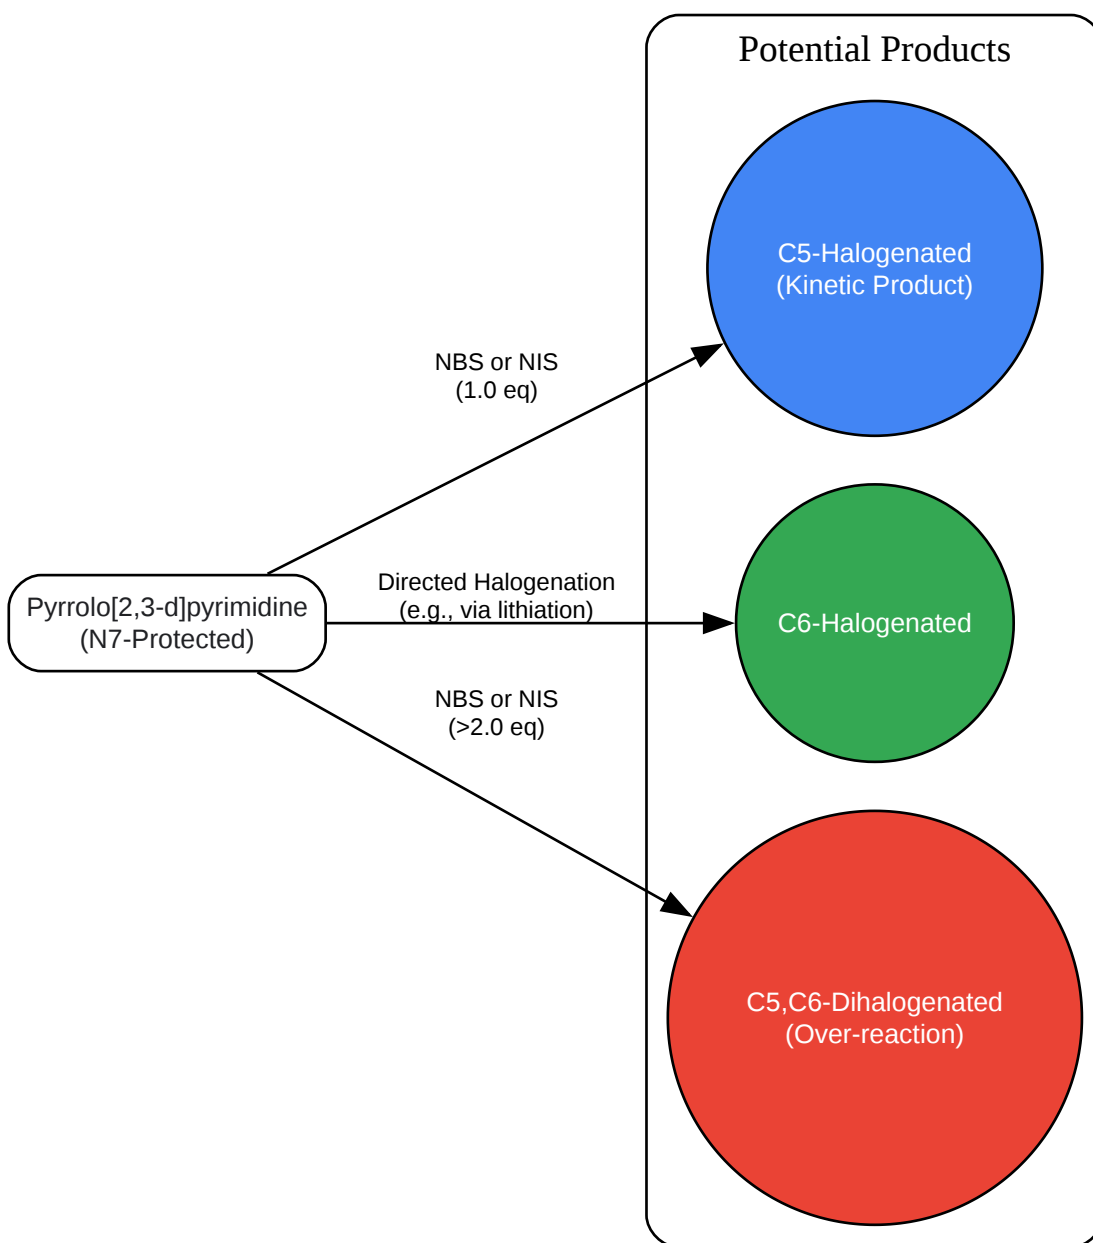 Potential Products
C5-Halogenated
(Kinetic Product)
NBS or NIS
(1.0 eq)
Directed Halogenation
(e.g., via lithiation)
Pyrrolo[2,3-d]pyrimidine
(N7-Protected)
C6-Halogenated
NBS or NIS
(>2.0 eq)
C5,C6-Dihalogenated
(Over-reaction)